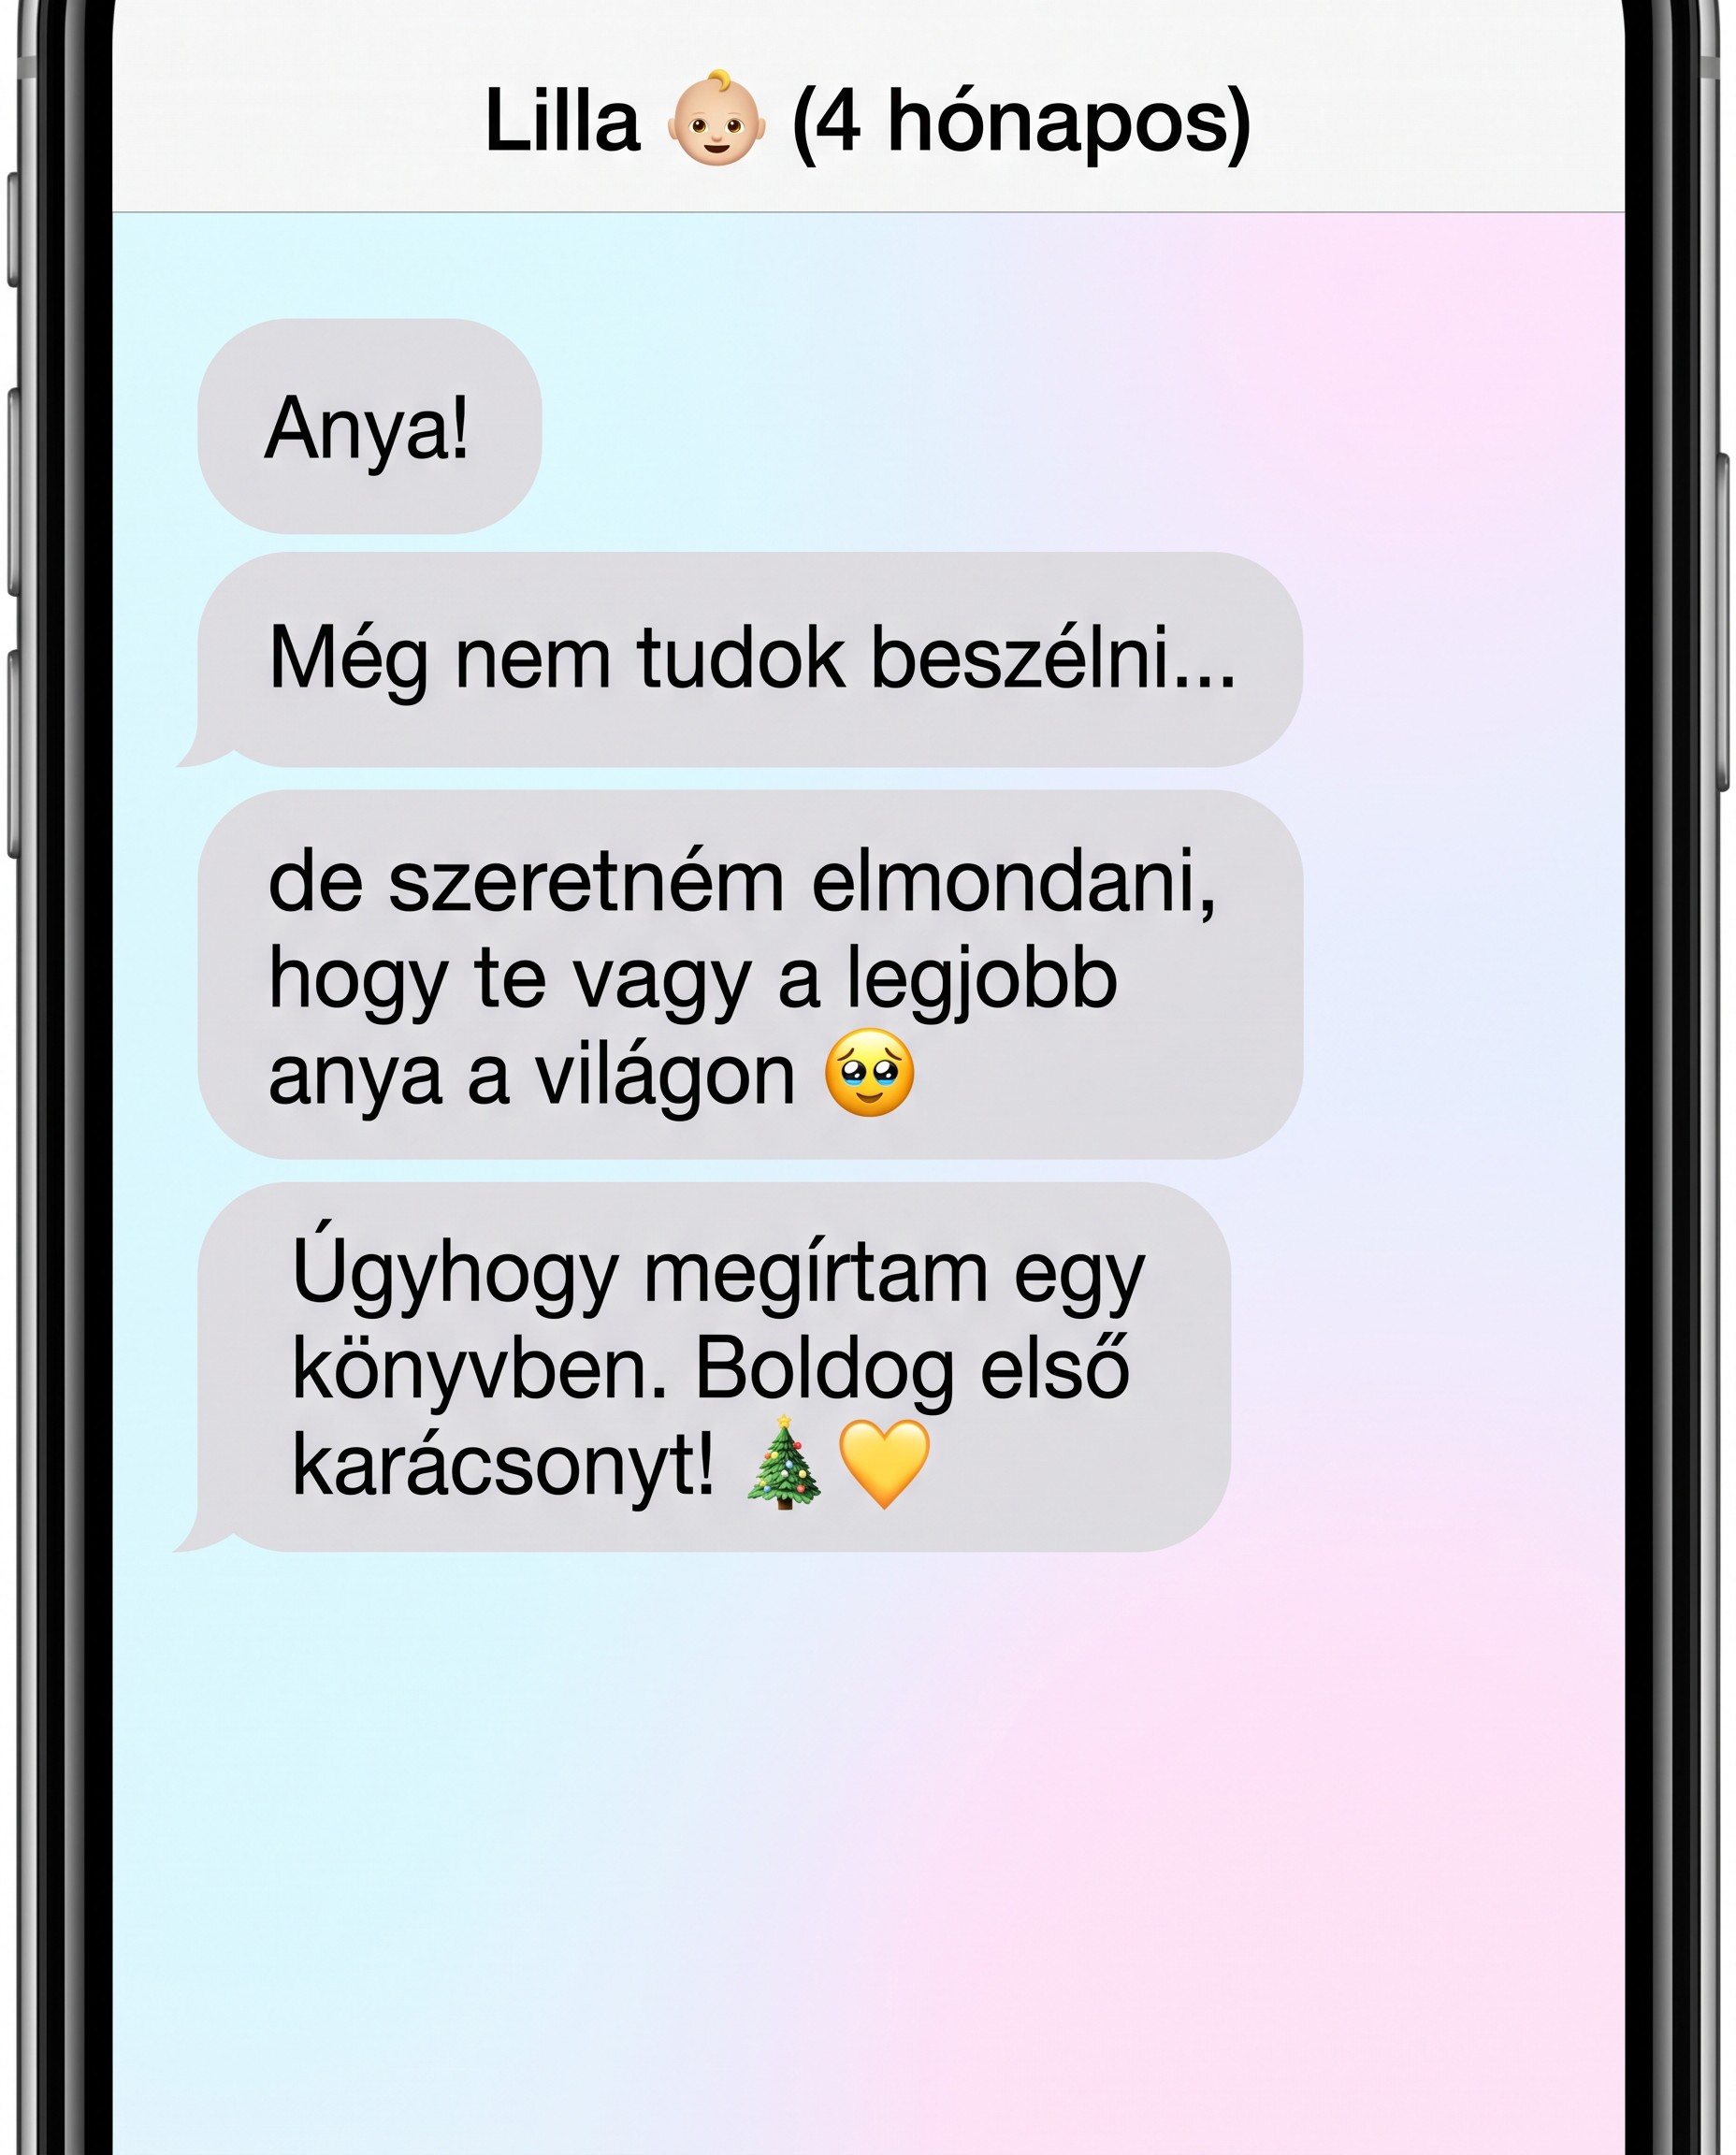 Lilla 👶🏼 (4 hónapos)
Anya!
Még nem tudok beszélni...
de szeretném elmondani,
hogy te vagy a legjobb
anya a világon 🥹
Úgyhogy megírtam egy
könyvben. Boldog első
karácsonyt! 🎄💛